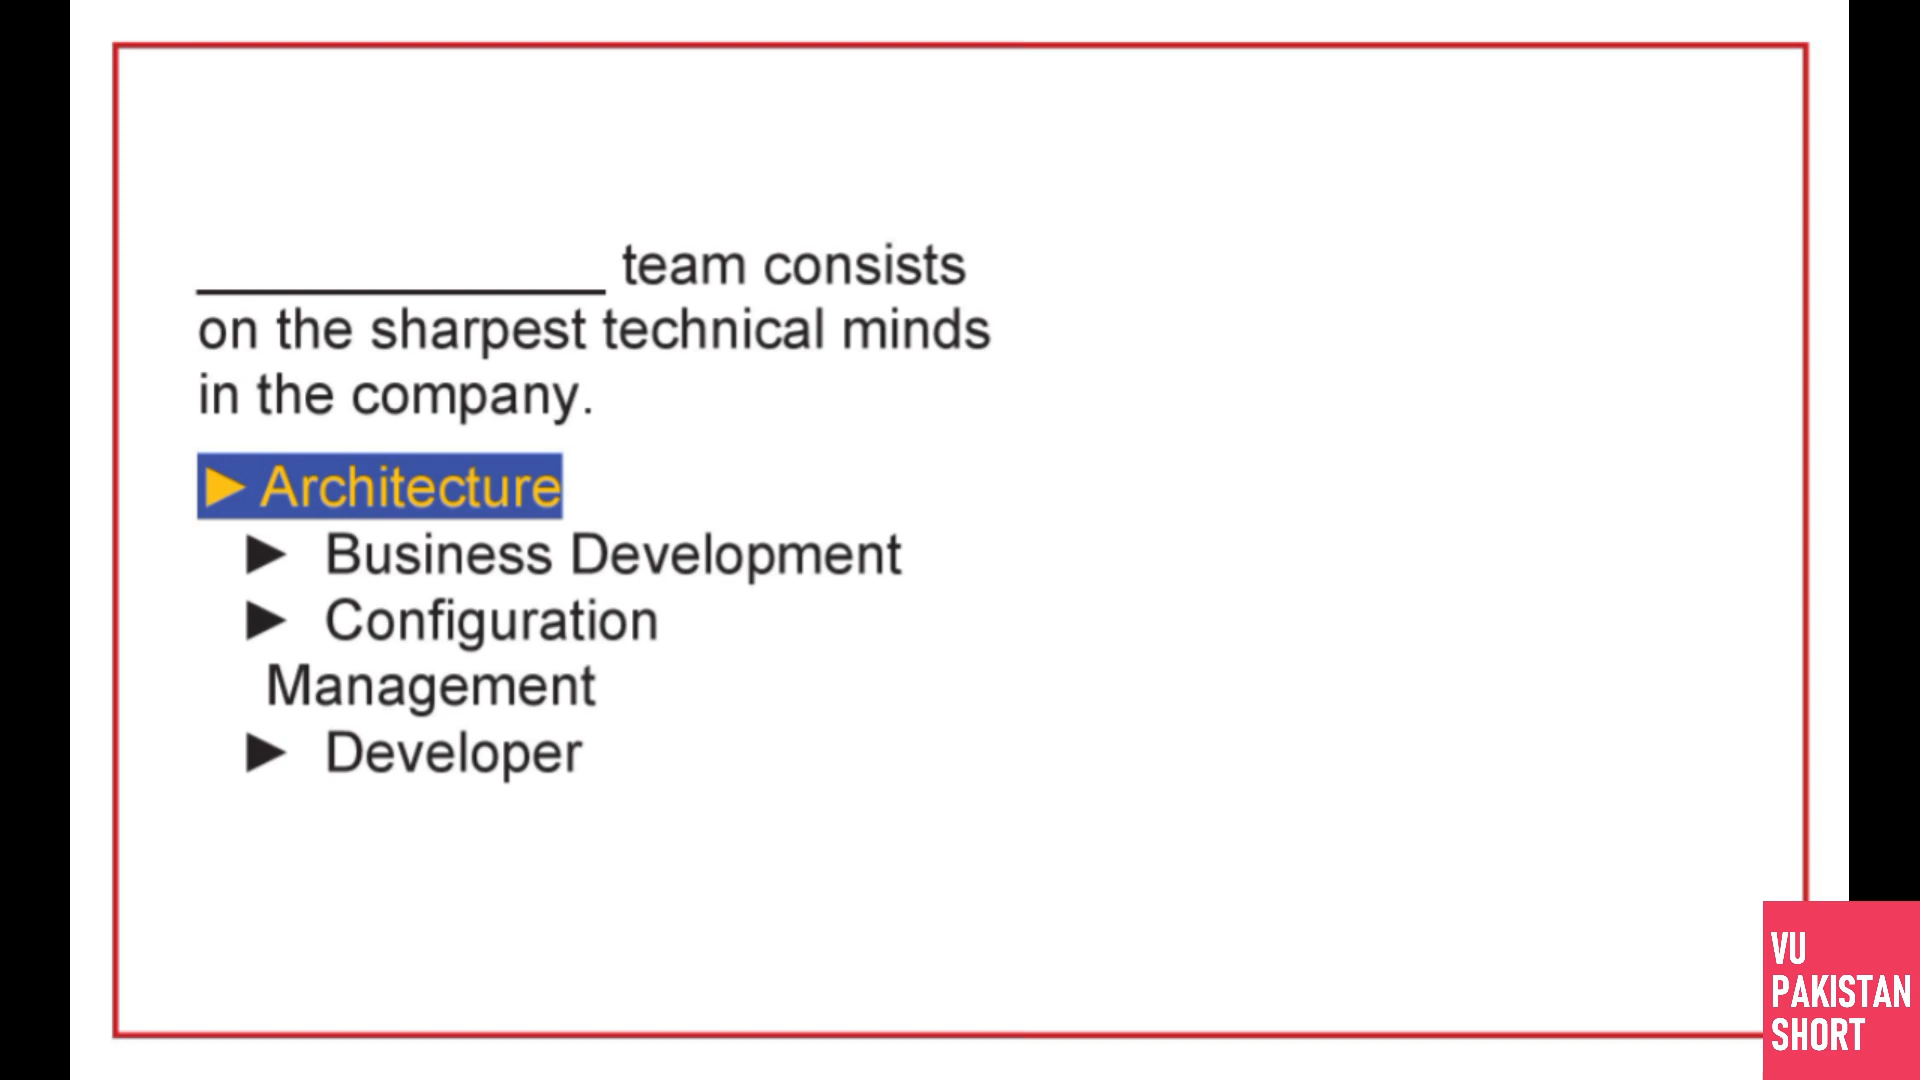 ____________ team consists
on the sharpest technical minds
in the company.
► Architecture
► Business Development
► Configuration
Management
► Developer
VU
PAKISTAN
SHORT